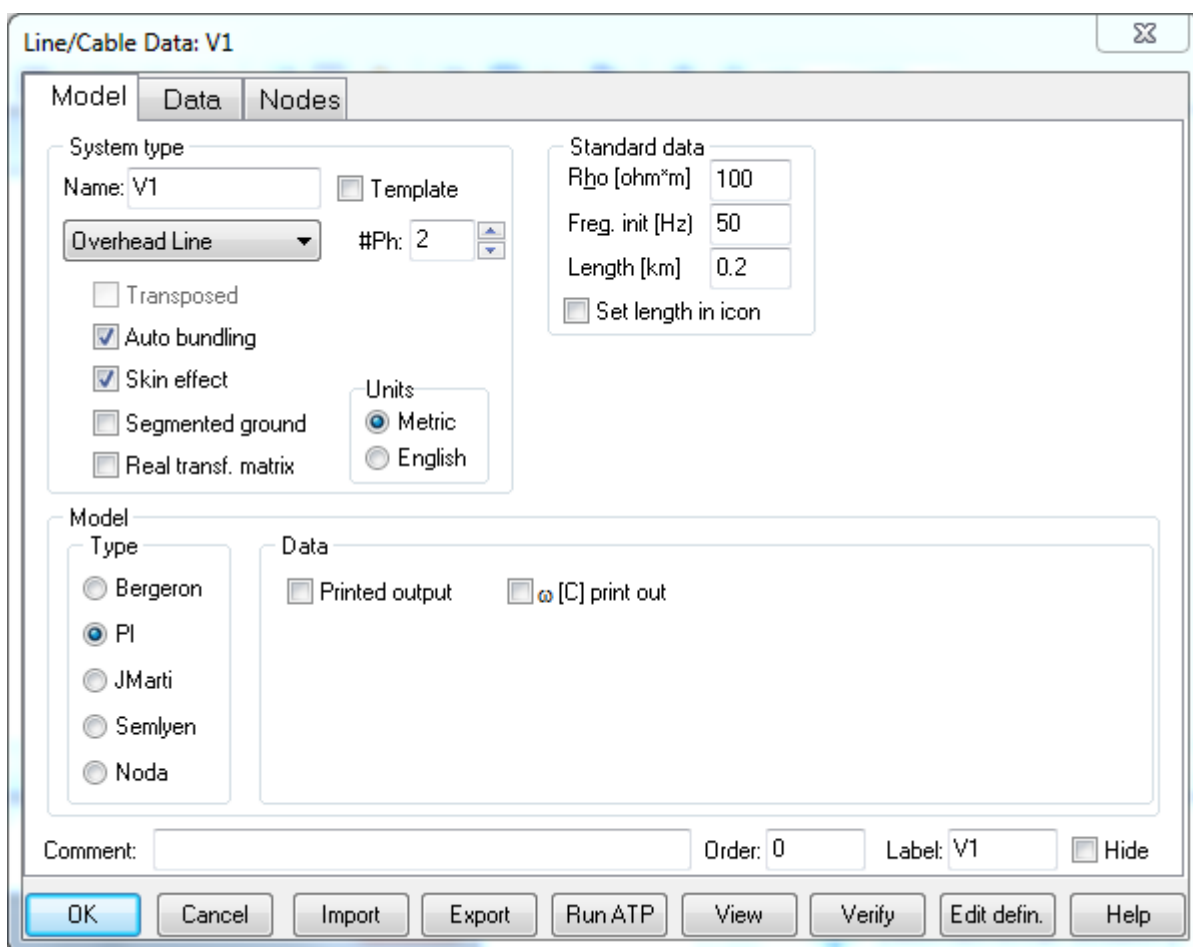 Line/Cable Data: V1
Model Data Nodes
System type
Name: V1 Template
Overhead Line #Ph: 2
Transposed
Auto bundling
Skin effect
Segmented ground
Real transf. matrix
Units
Metric
English
Standard data
Rho [ohm*m] 100
Freq. init [Hz] 50
Length [km] 0.2
Set length in icon
Model
Type
Bergeron
PI
JMarti
Semlyen
Noda
Data
Printed output ω [C] print out
Comment: Order: 0 Label: V1 Hide
OK Cancel Import Export Run ATP View Verify Edit defin. Help